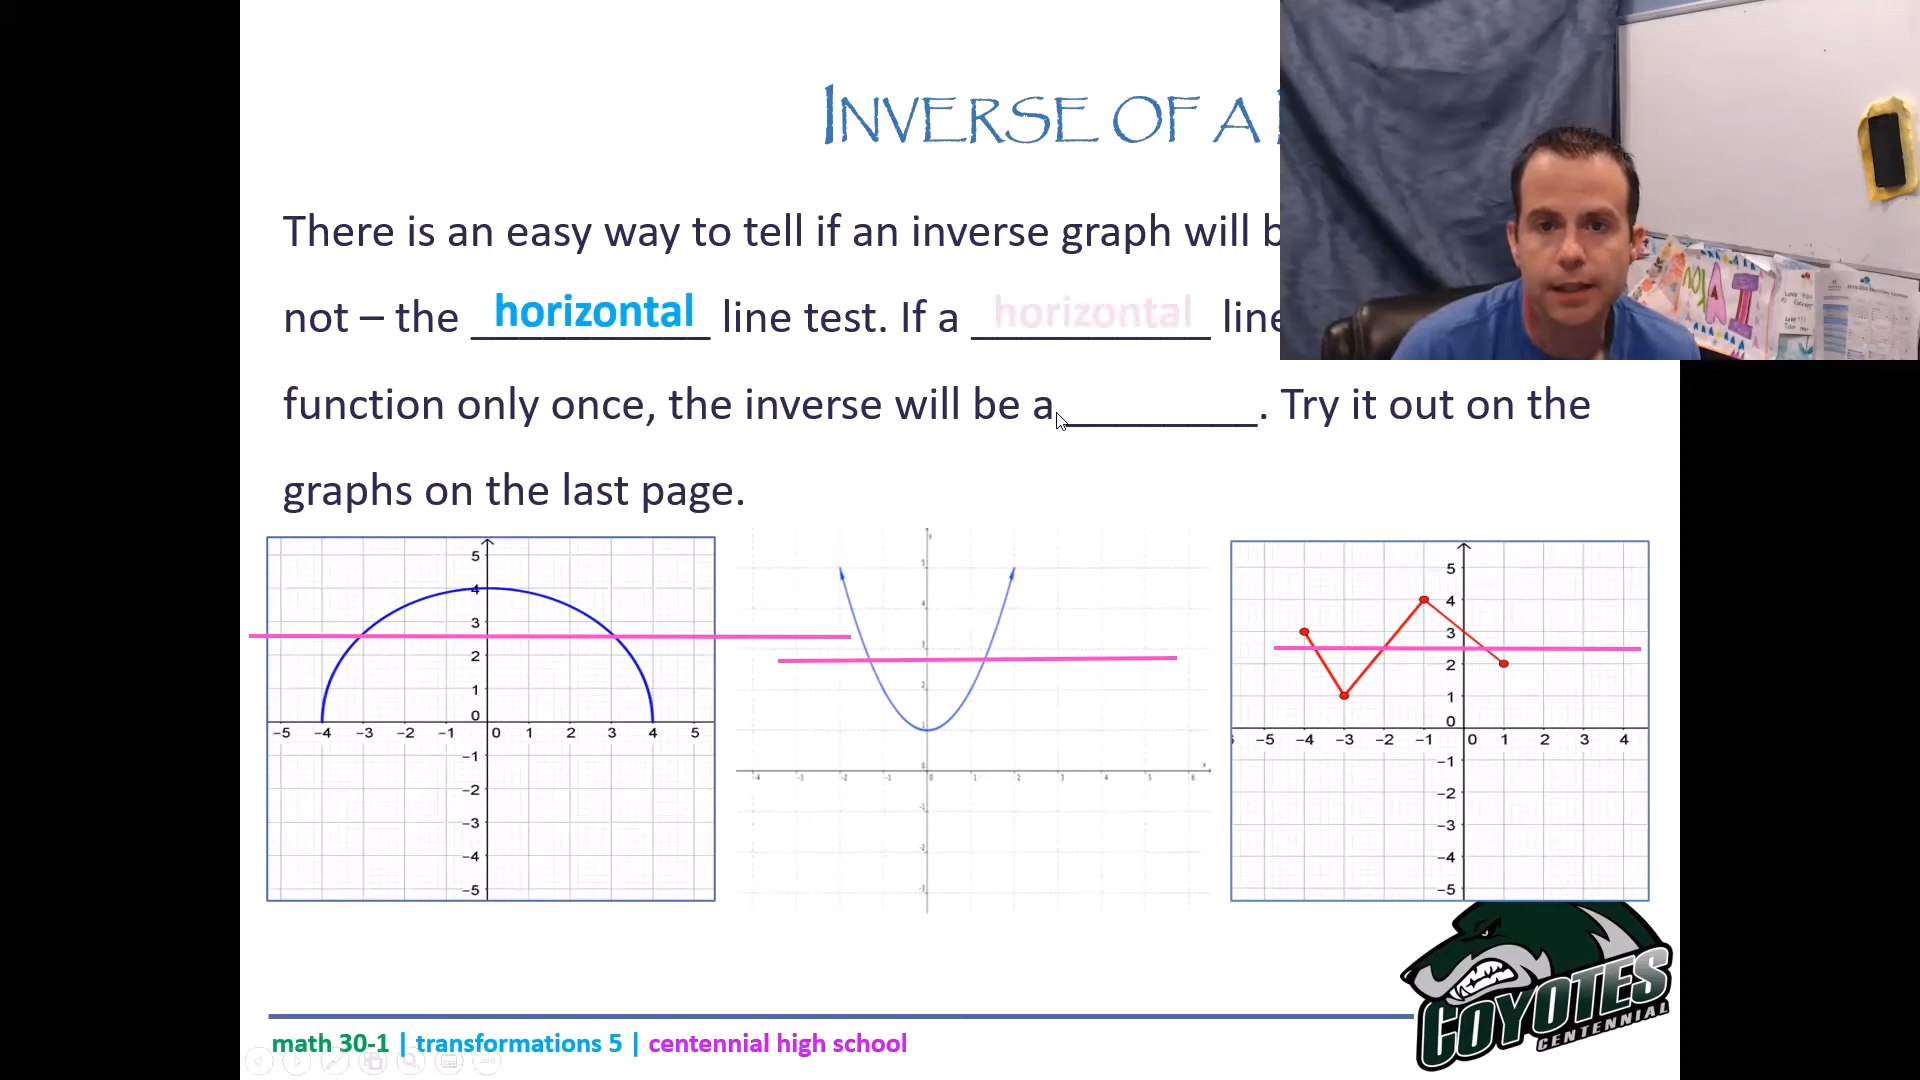 INVERSE OF A
There is an easy way to tell if an inverse graph will b
not – the horizontal line test. If a horizontal line
function only once, the inverse will be a_________. Try it out on the
graphs on the last page.
5
4
3
2
1
0
-5 -4 -3 -2 -1 0 1 2 3 4 5
-1
-2
-3
-4
-5
5
4
3
2
1
0
-5 -4 -3 -2 -1 0 1 2 3 4
-1
-2
-3
-4
-5
COYOTES
CENTENNIAL
math 30-1 | transformations 5 | centennial high school